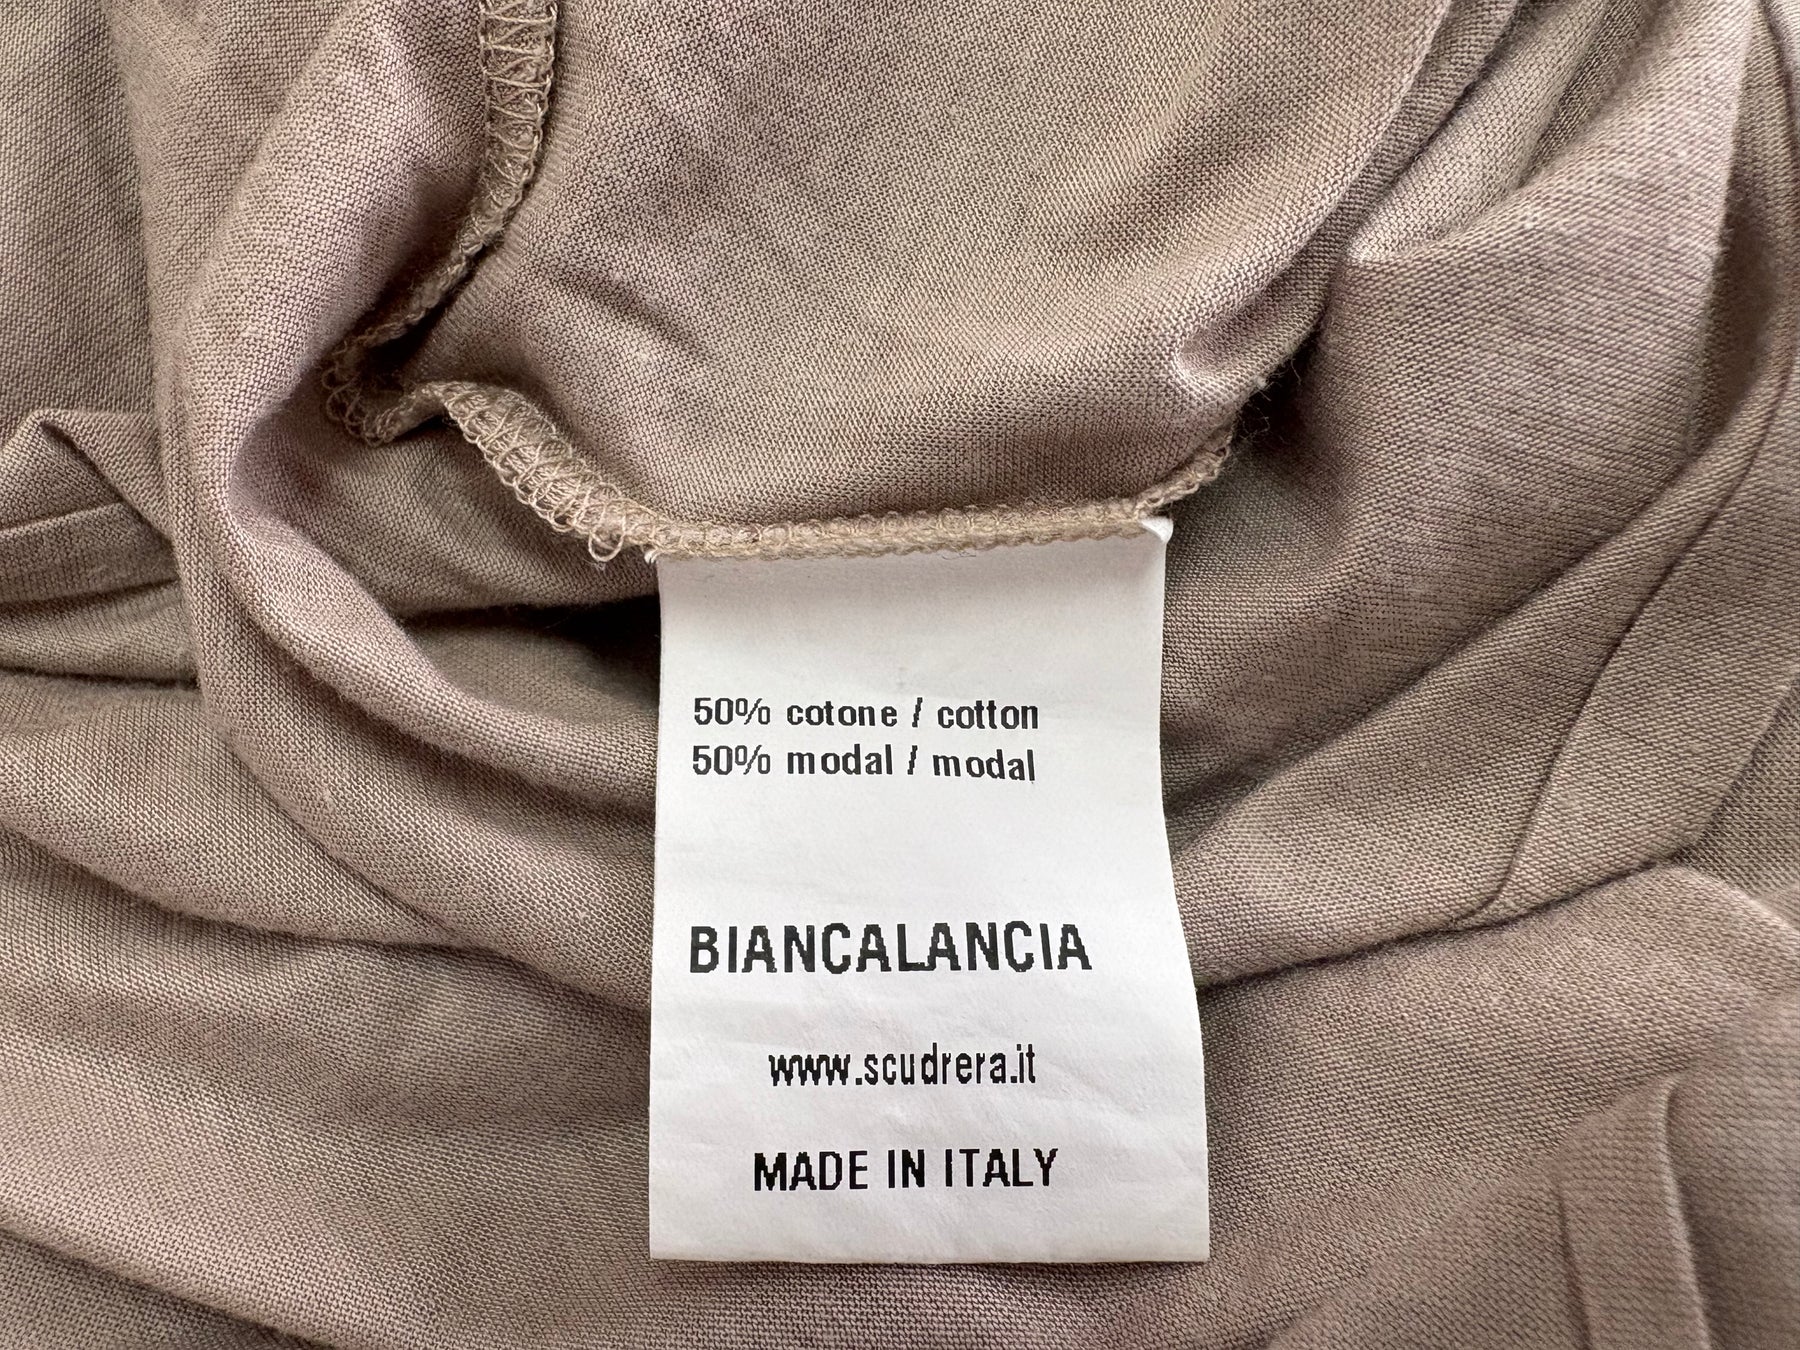 50% cotone / cotton
50% modal / modal
BIANCALANCIA
www.scudrera.it
MADE IN ITALY